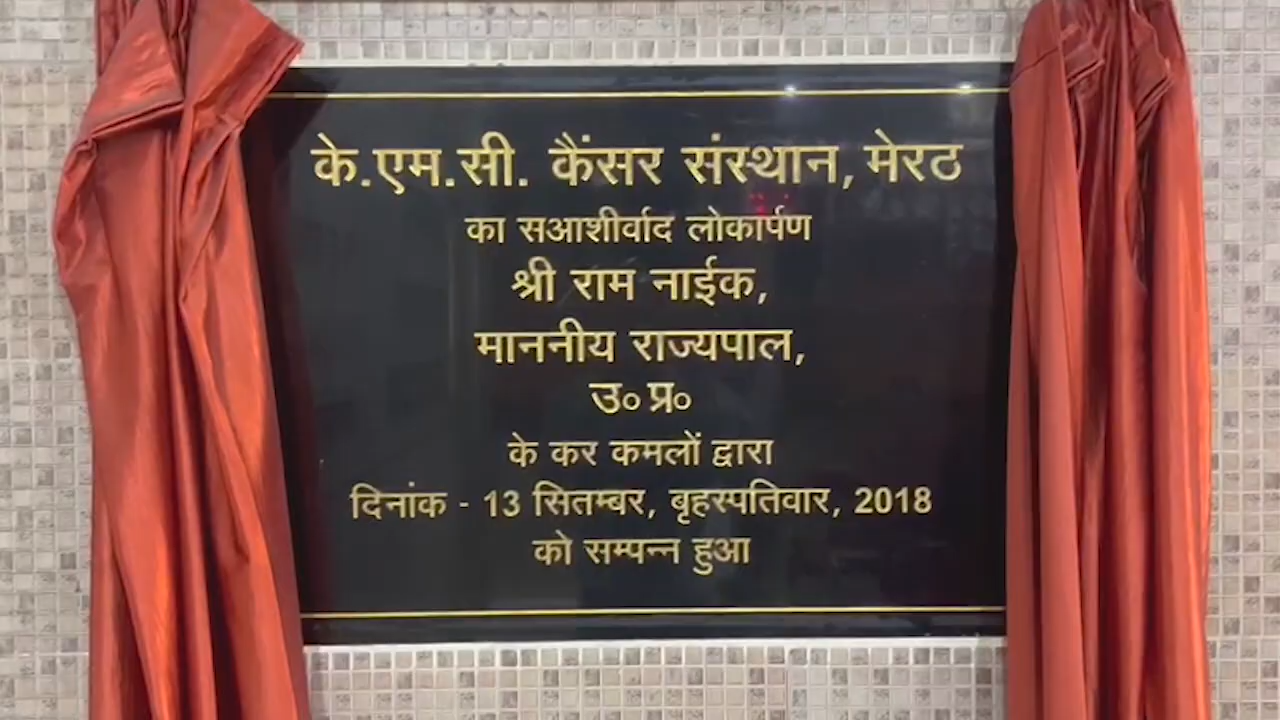 के.एम.सी. कैंसर संस्थान, मेरठ
का सआशीर्वाद लोकार्पण
श्री राम नाईक,
माननीय राज्यपाल,
उ० प्र०
के कर कमलों द्वारा
दिनांक - 13 सितम्बर, बृहस्पतिवार, 2018
को सम्पन्न हुआ